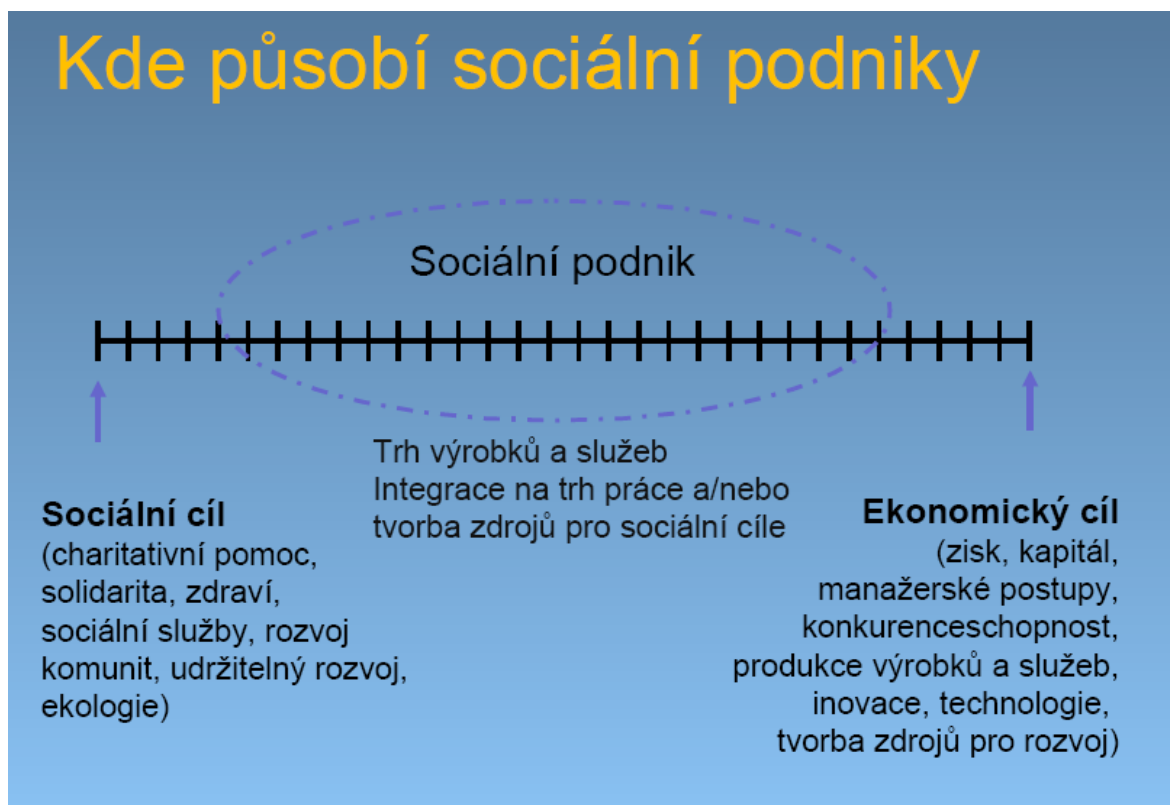 Kde působí sociální podniky
Sociální podnik
Trh výrobků a služeb
Integrace na trh práce a/nebo
tvorba zdrojů pro sociální cíle
Sociální cíl
(charitativní pomoc,
solidarita, zdraví,
sociální služby, rozvoj
komunit, udržitelný rozvoj,
ekologie)
Ekonomický cíl
(zisk, kapitál,
manažerské postupy,
konkurenceschopnost,
produkce výrobků a služeb,
inovace, technologie,
tvorba zdrojů pro rozvoj)